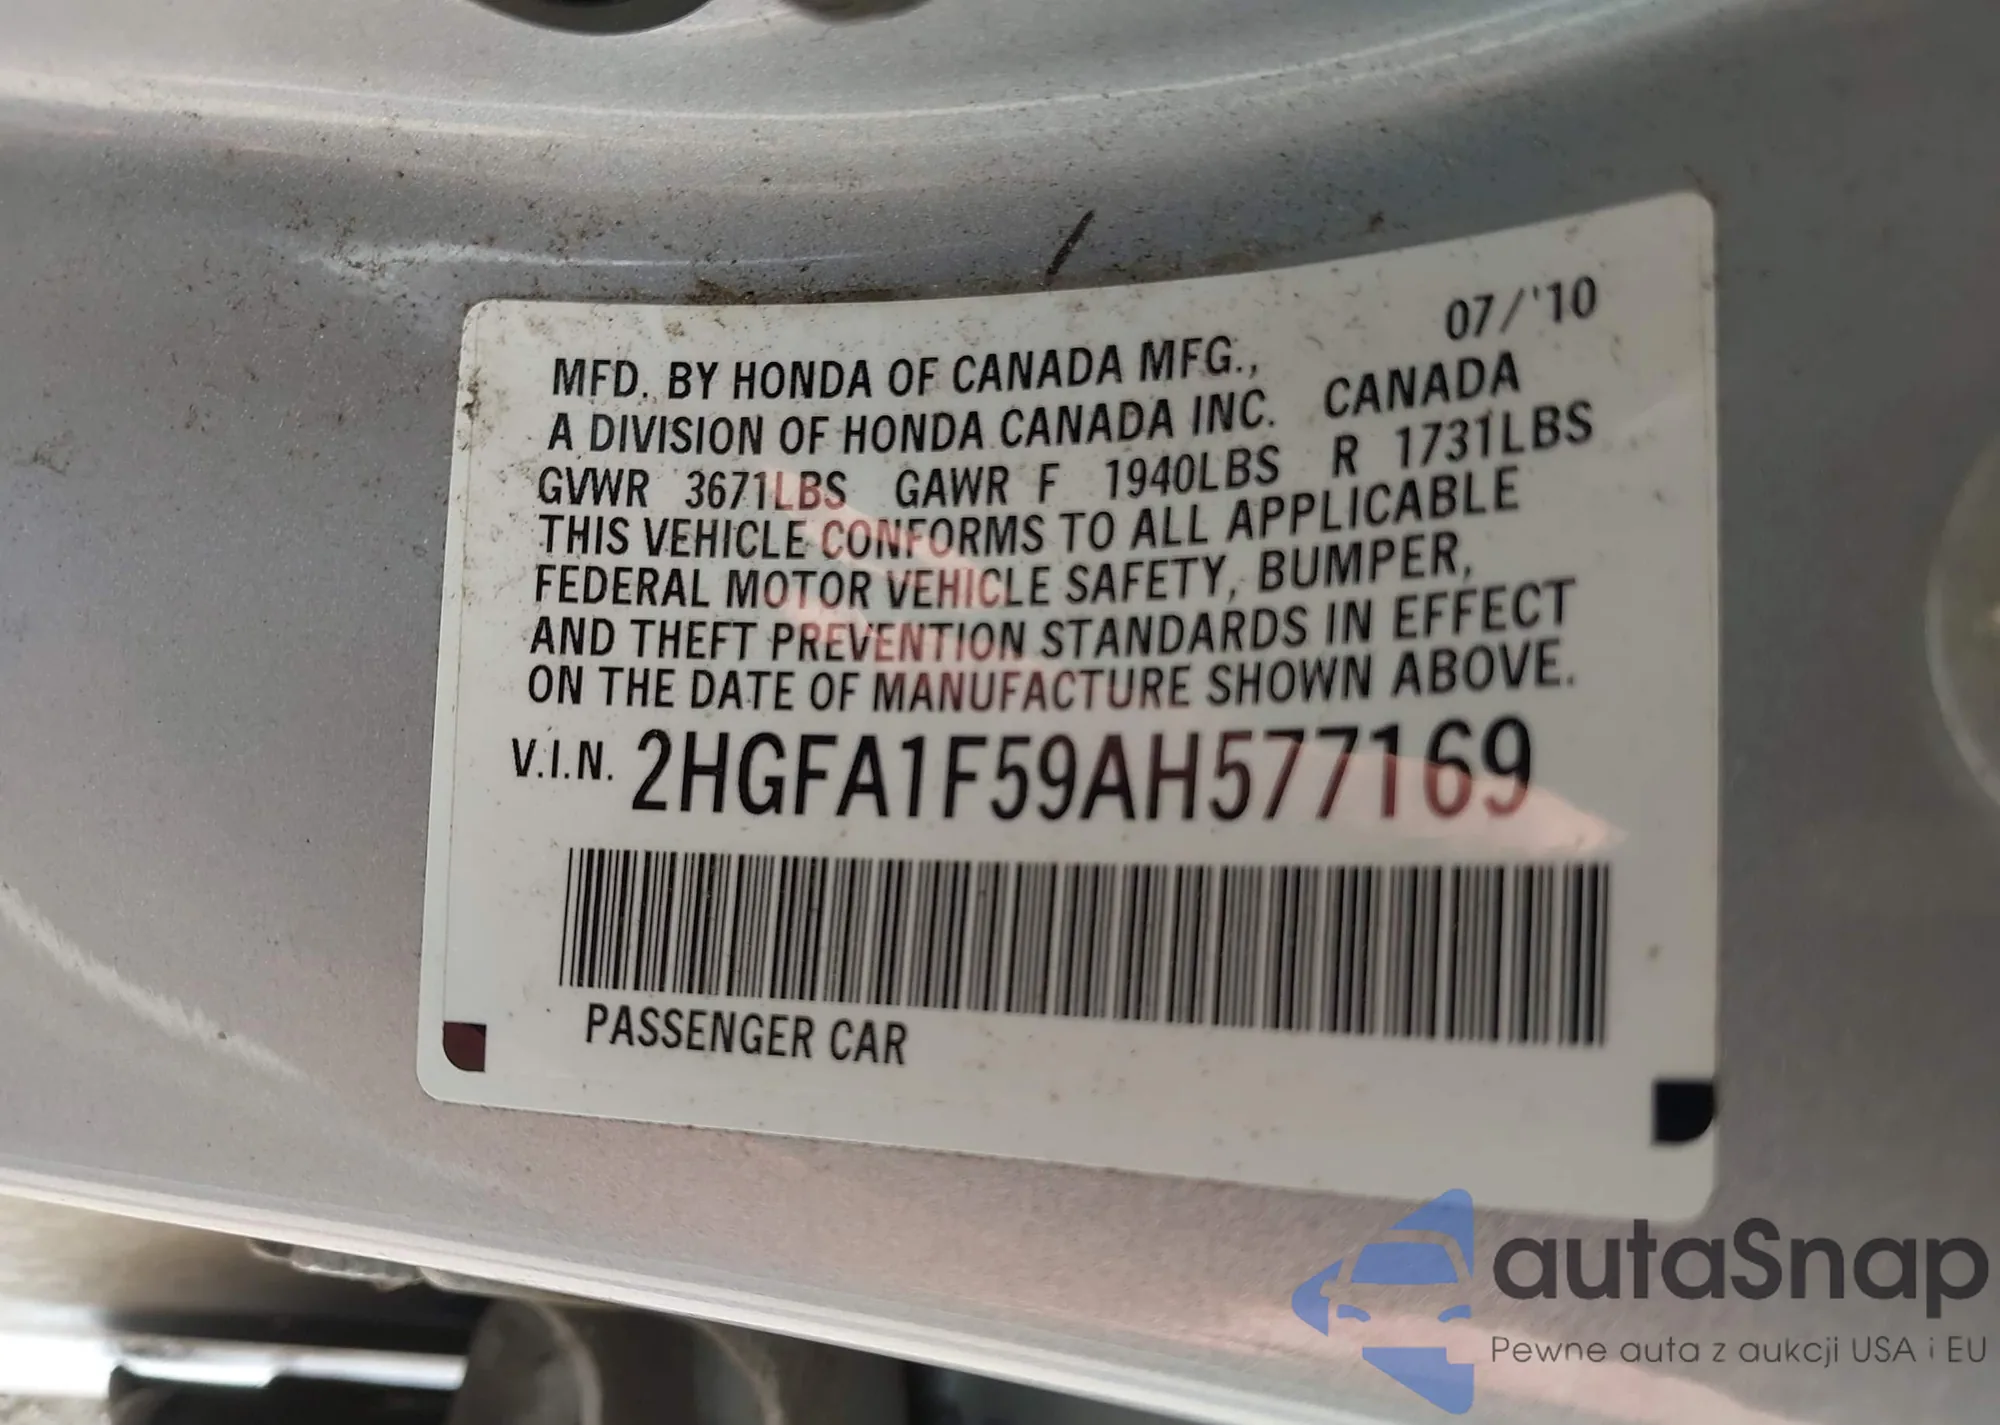 07/'10
MFD. BY HONDA OF CANADA MFG.,
A DIVISION OF HONDA CANADA INC. CANADA
GVWR 3671LBS GAWR F 1940LBS R 1731LBS
THIS VEHICLE CONFORMS TO ALL APPLICABLE
FEDERAL MOTOR VEHICLE SAFETY, BUMPER,
AND THEFT PREVENTION STANDARDS IN EFFECT
ON THE DATE OF MANUFACTURE SHOWN ABOVE.
V.I.N. 2HGFA1F59AH577169
PASSENGER CAR
autaSnap
Pewne auta z aukcji USA i EU